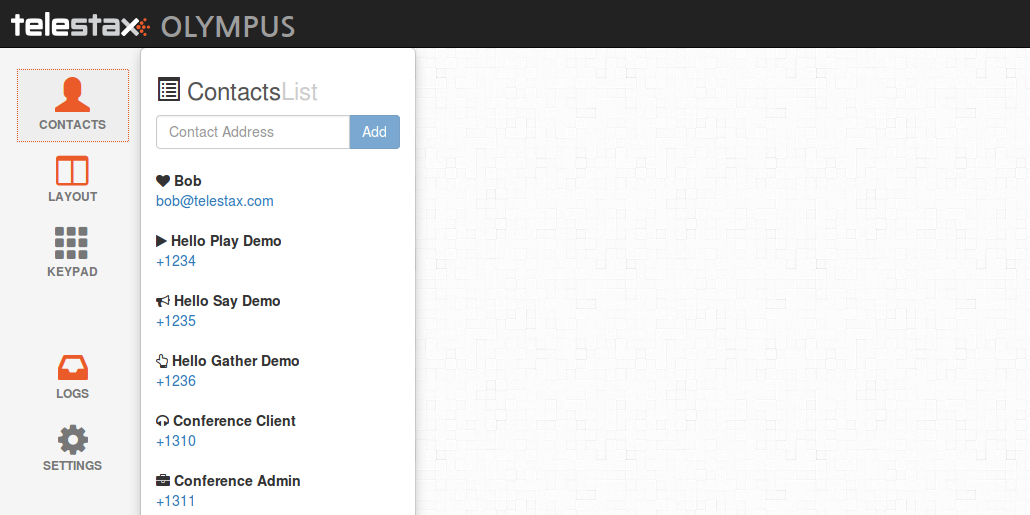 telestax OLYMPUS
CONTACTS
LAYOUT
KEYPAD
LOGS
SETTINGS
ContactsList
Contact Address Add
Bob
bob@telestax.com
Hello Play Demo
+1234
Hello Say Demo
+1235
Hello Gather Demo
+1236
Conference Client
+1310
Conference Admin
+1311